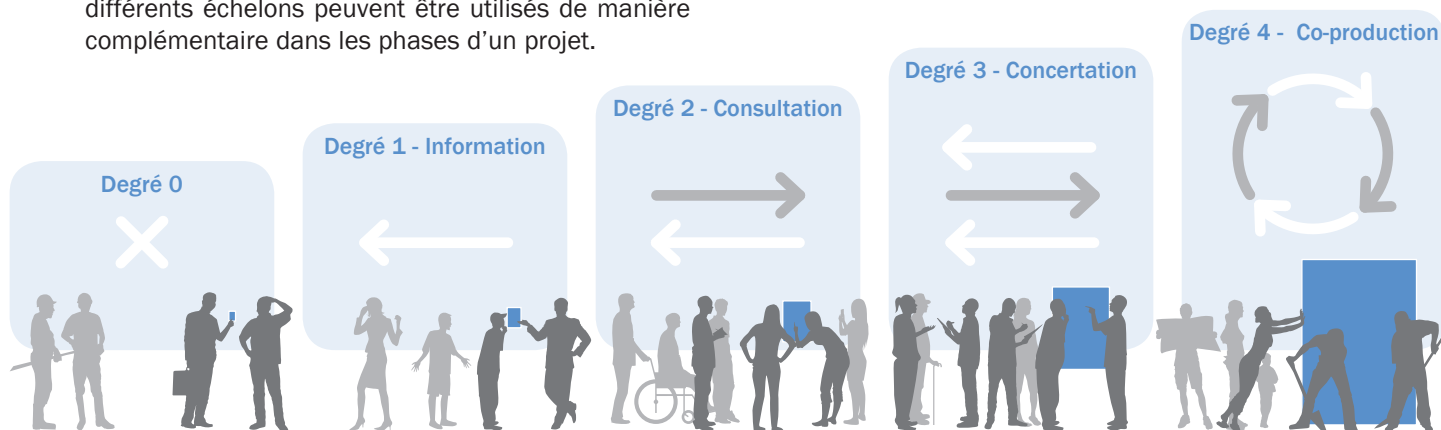 différents échelons peuvent être utilisés de manière
complémentaire dans les phases d’un projet.
Degré 0
Degré 1 - Information
Degré 2 - Consultation
Degré 3 - Concertation
Degré 4 - Co-production